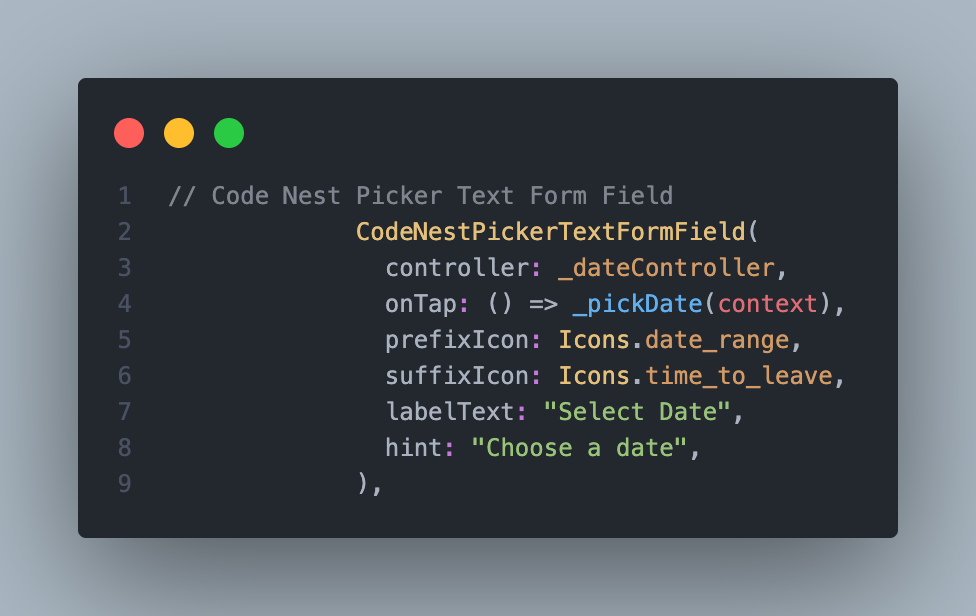 1 // Code Nest Picker Text Form Field
2 CodeNestPickerTextFormField(
3 controller: _dateController,
4 onTap: () => _pickDate(context),
5 prefixIcon: Icons.date_range,
6 suffixIcon: Icons.time_to_leave,
7 labelText: "Select Date",
8 hint: "Choose a date",
9 ),